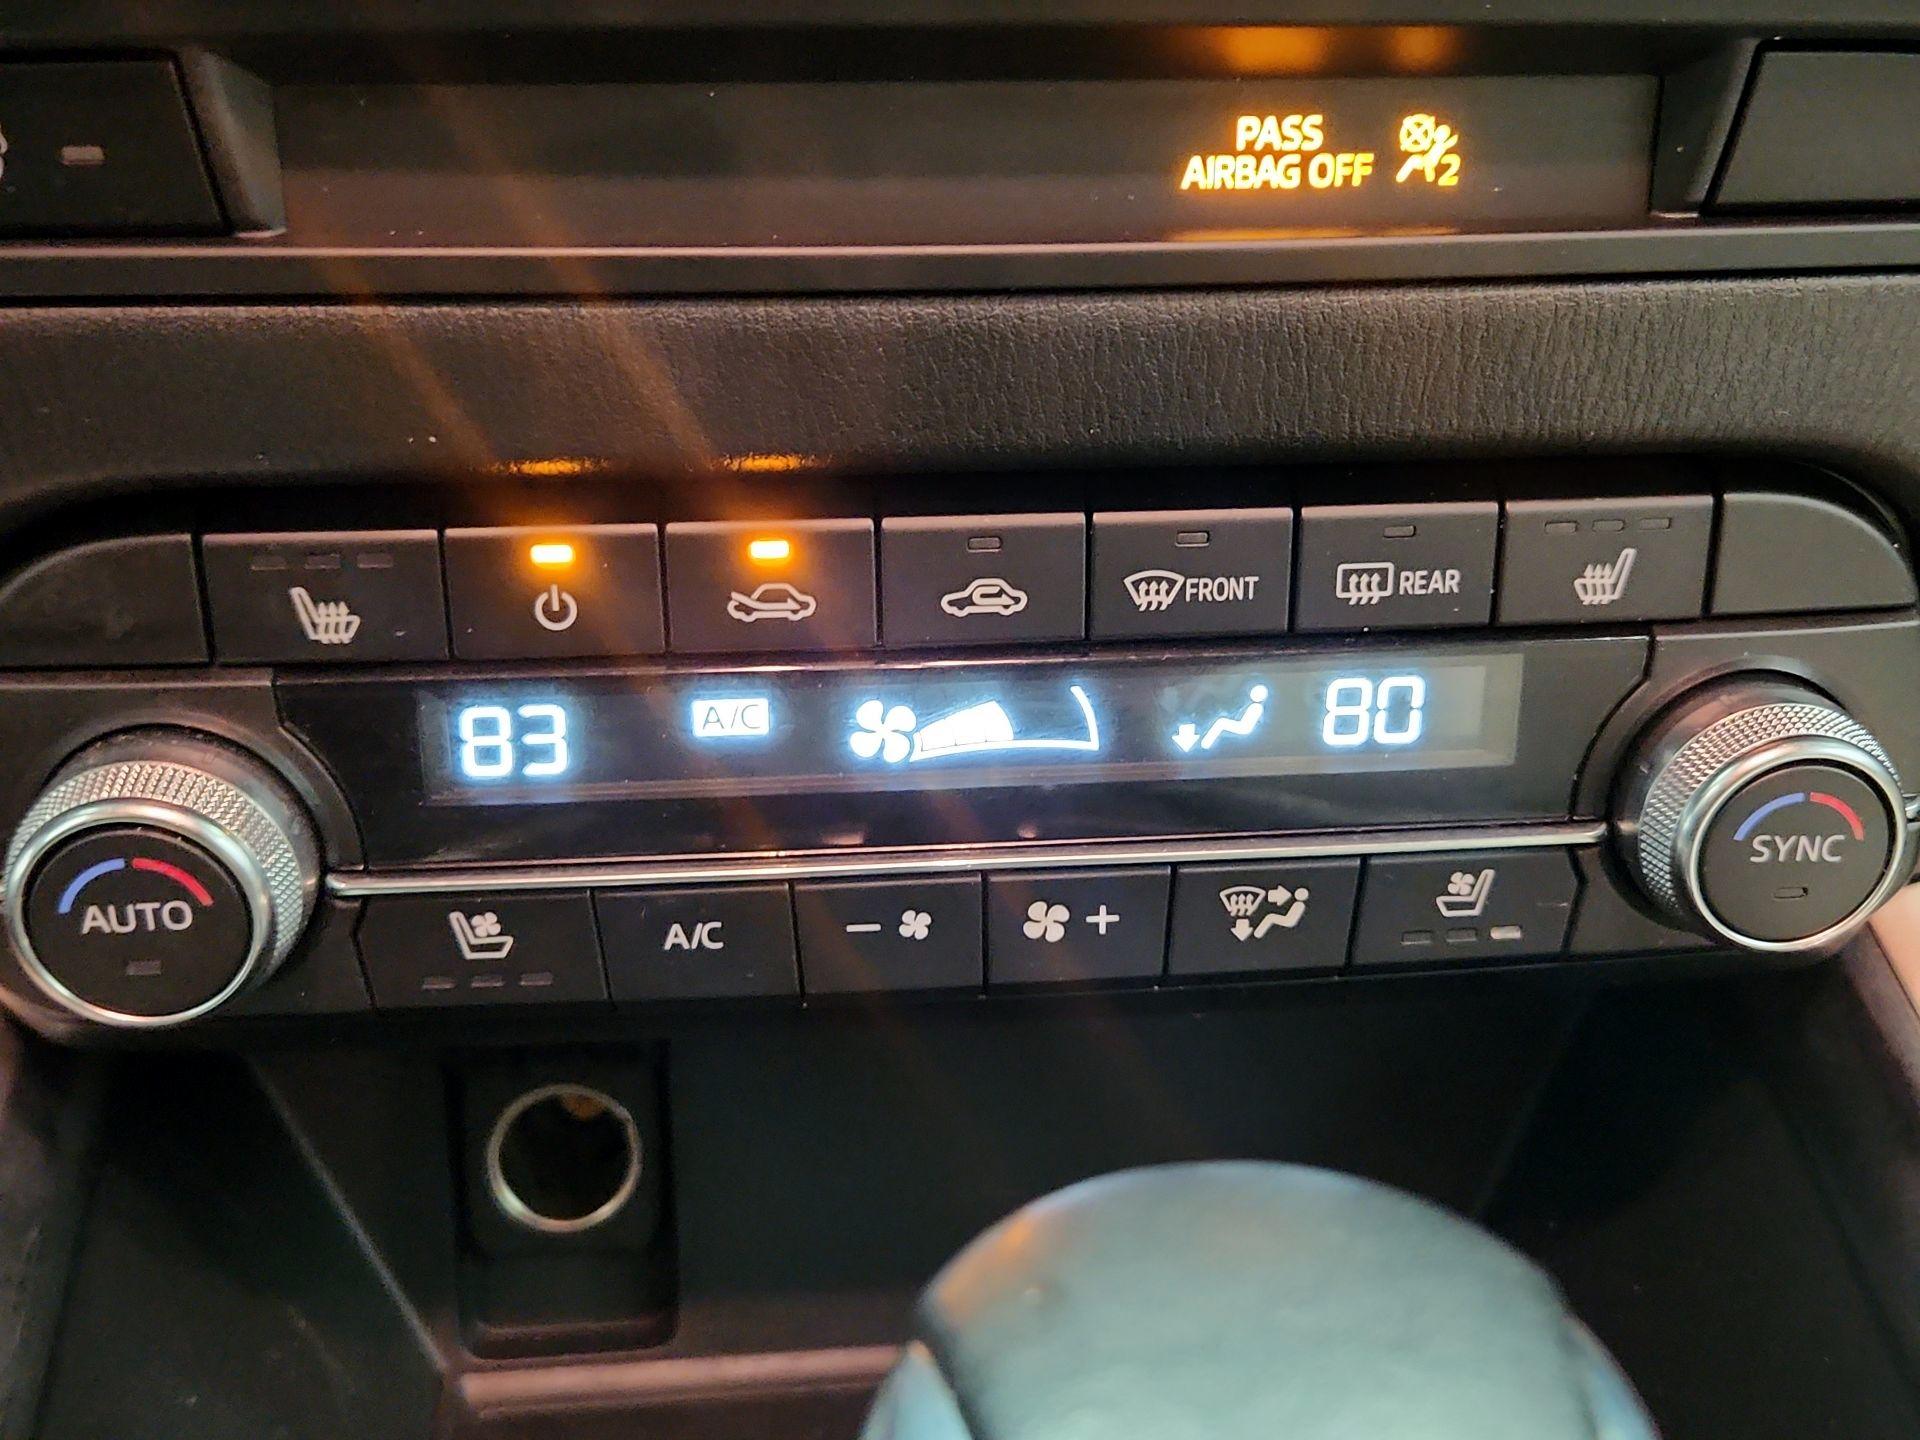 PASS
AIRBAG OFF 2
FRONT
REAR
83
A/C
80
AUTO
SYNC
A/C
- +